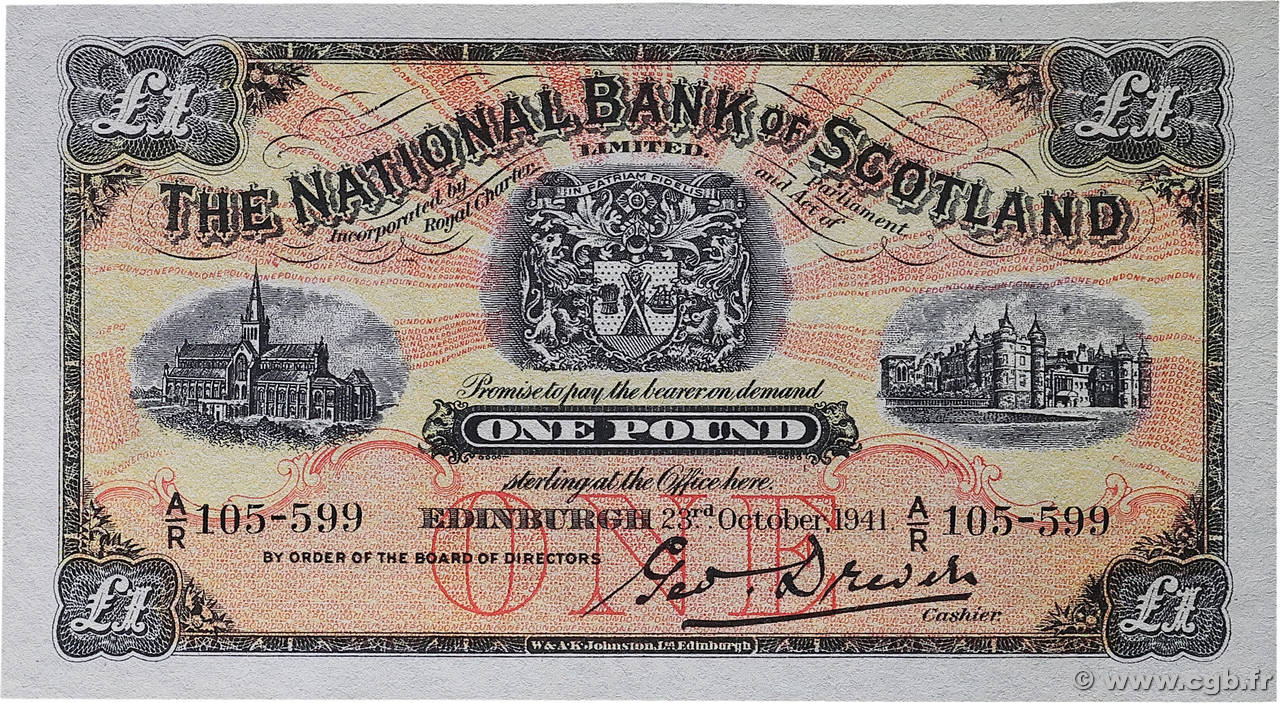 £1
£1
THE NATIONAL BANK OF SCOTLAND
LIMITED.
Incorporated by Royal Charter and Act of Parliament
IN PATRIAM FIDELIS
Promise to pay the bearer on demand
ONE POUND
sterling at the Office here.
A/R 105-599
EDINBURGH 23rd October, 1941.
A/R 105-599
BY ORDER OF THE BOARD OF DIRECTORS
ONE
Cashier.
£1
£1
W & A.K. Johnston, Ltd. Edinburgh
© www.cgb.fr